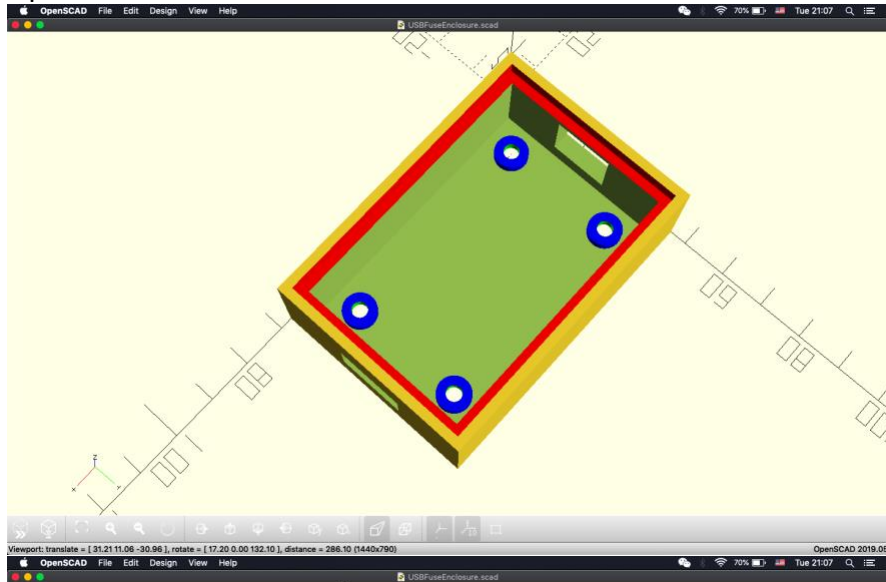 OpenSCAD File Edit Design View Help 70% Tue 21:07
USBFuseEnclosure.scad
Z
X
Y
Viewport: translate = [ 31.21 11.06 -30.96 ], rotate = [ 17.20 0.00 132.10 ], distance = 286.10 (1440x790) OpenSCAD 2019.05
OpenSCAD File Edit Design View Help 70% Tue 21:07
USBFuseEnclosure.scad